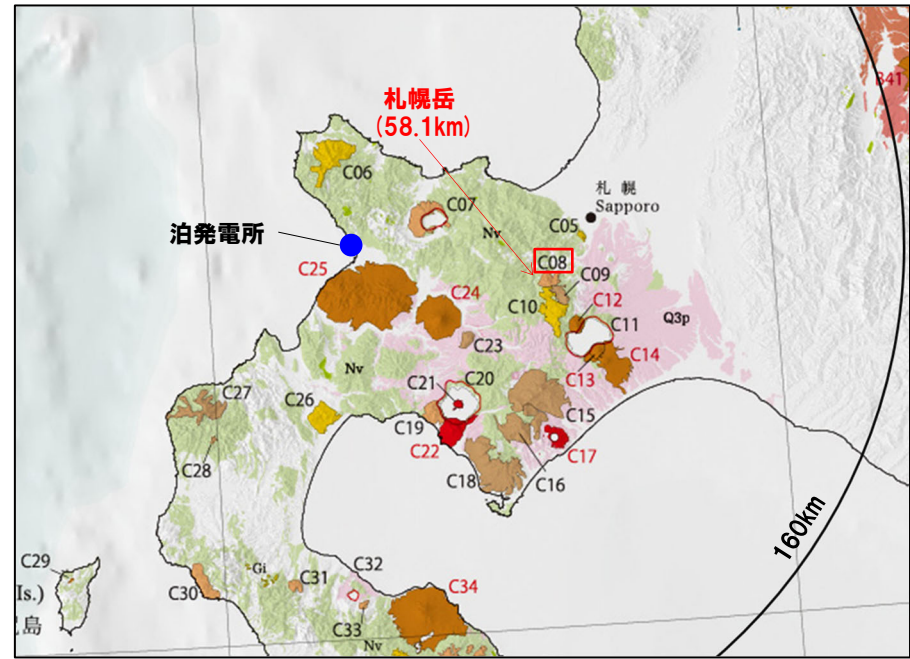 B41
札幌岳
(58.1km)
C06
C07
札 幌
Sapporo
C05
Nv
泊発電所
C08
C25
C09
C24
C10
C12
C11
Q3p
C23
C14
Nv
C13
C20
C21
C27
C26
C15
C19
C22
C17
C28
C18
C16
160km
C29
C32
Gi
C31
C34
Is.)
C30
島
C33
Nv